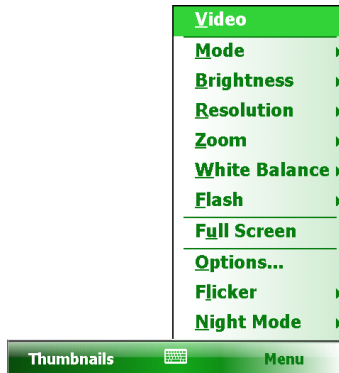 Video
Mode
Brightness
Resolution
Zoom
White Balance
Flash
Full Screen
Options...
Flicker
Night Mode
Thumbnails
Menu